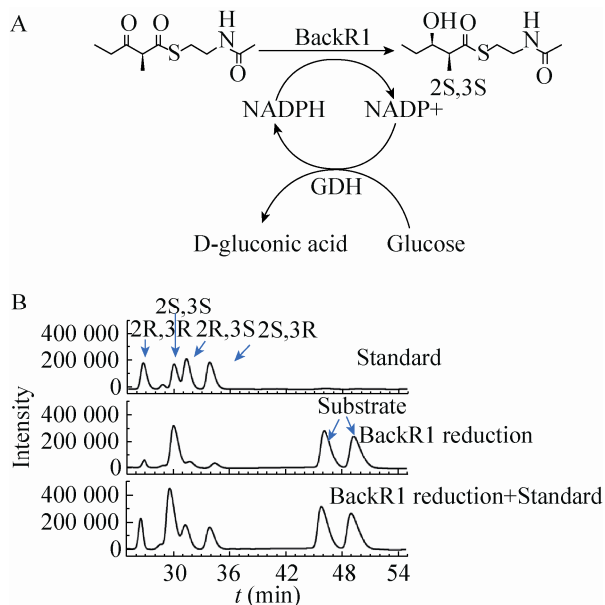 A
O O
S
H
N
O
BackR1
OH O
S
H
N
O
2S,3S
NADPH
NADP+
GDH
D-gluconic acid
Glucose
B
2S,3S
2R,3R
2R,3S
2S,3R
400 000
200 000
0
Standard
Substrate
400 000
200 000
0
BackR1 reduction
400 000
200 000
0
BackR1 reduction+Standard
Intensity
30 36 42 48 54
t (min)